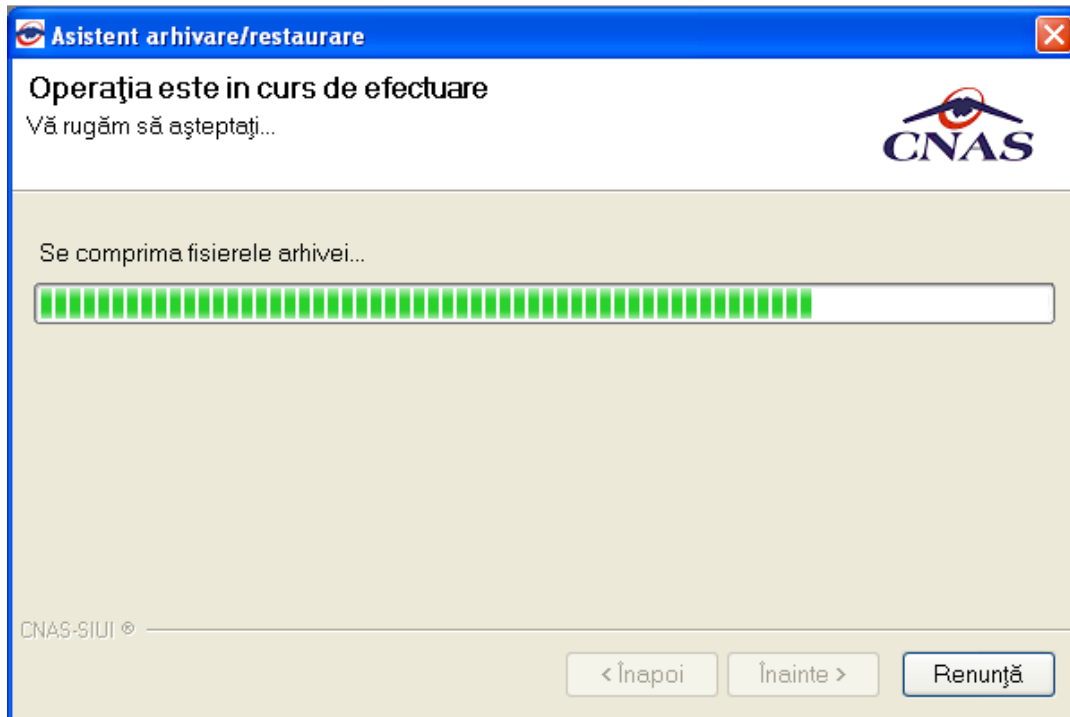 Asistent arhivare/restaurare
Operaţia este in curs de efectuare
Vă rugăm să aşteptaţi...
CNAS
Se comprima fisierele arhivei...
CNAS-SIUI ®
< Înapoi
Înainte >
Renunţă